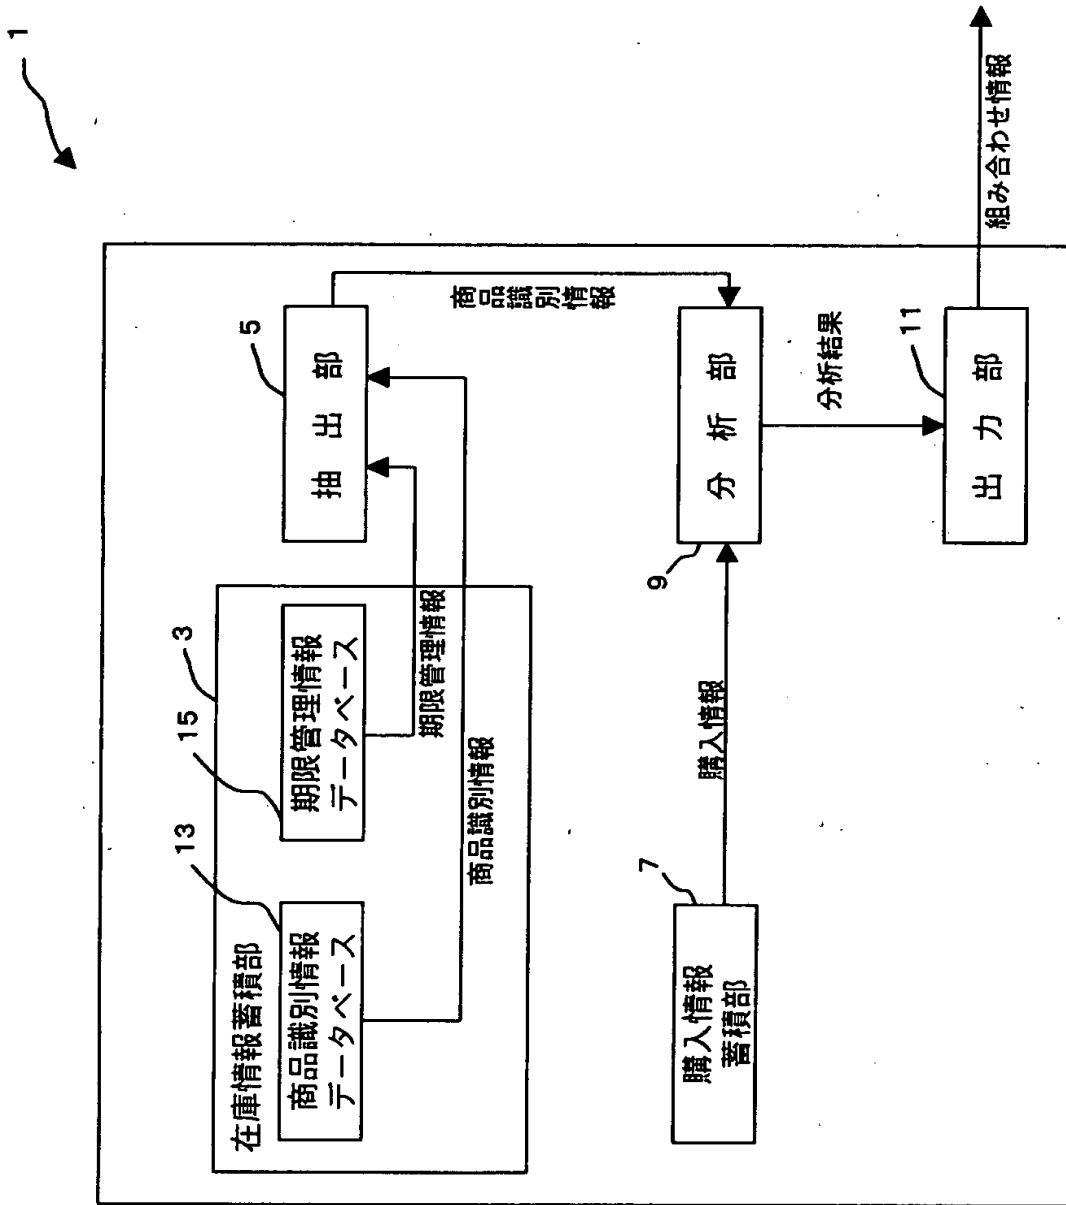 1
在庫情報蓄積部
3
13
商品識別情報
データベース
15
期限管理情報
データベース
5
抽出部
期限管理情報
商品識別情報
商品識別情報
7
購入情報
蓄積部
購入情報
9
分析部
分析結果
11
出力部
組み合わせ情報